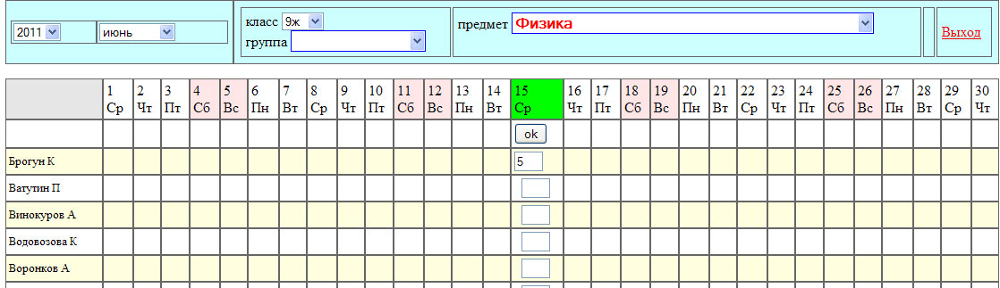 2011 июнь класс 9ж предмет Физика Выход
группа
1 2 3 4 5 6 7 8 9 10 11 12 13 14 15 16 17 18 19 20 21 22 23 24 25 26 27 28 29 30
Ср Чт Пт Сб Вс Пн Вт Ср Чт Пт Сб Вс Пн Вт Ср Чт Пт Сб Вс Пн Вт Ср Чт Пт Сб Вс Пн Вт Ср Чт
ok
Брогун К 5
Ватутин П
Винокуров А
Водовозова К
Воронков А